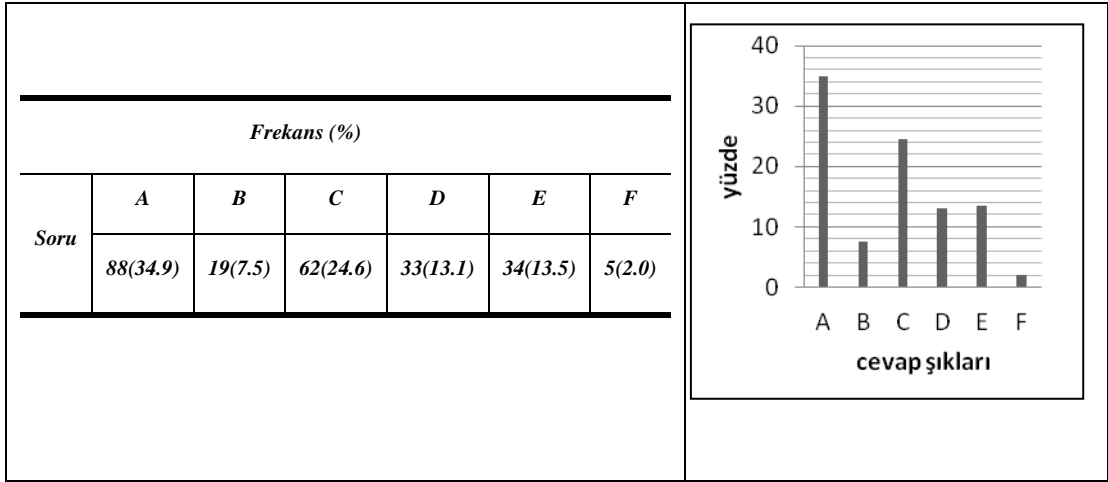 Frekans (%)
Soru A B C D E F
88(34.9) 19(7.5) 62(24.6) 33(13.1) 34(13.5) 5(2.0)
40
30
20
10
0
yüzde
A B C D E F
cevap şıkları